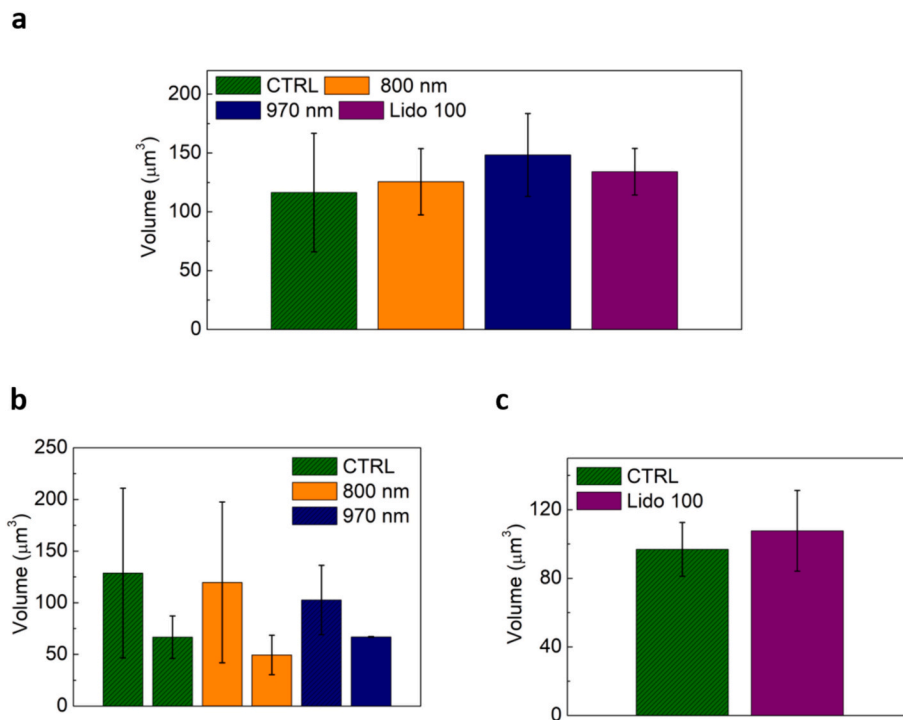 a
CTRL 800 nm
970 nm Lido 100
200
150
100
50
0
Volume (μm³)
b
250
200
150
100
50
0
Volume (μm³)
CTRL
800 nm
970 nm
c
120
80
40
0
Volume (μm³)
CTRL
Lido 100